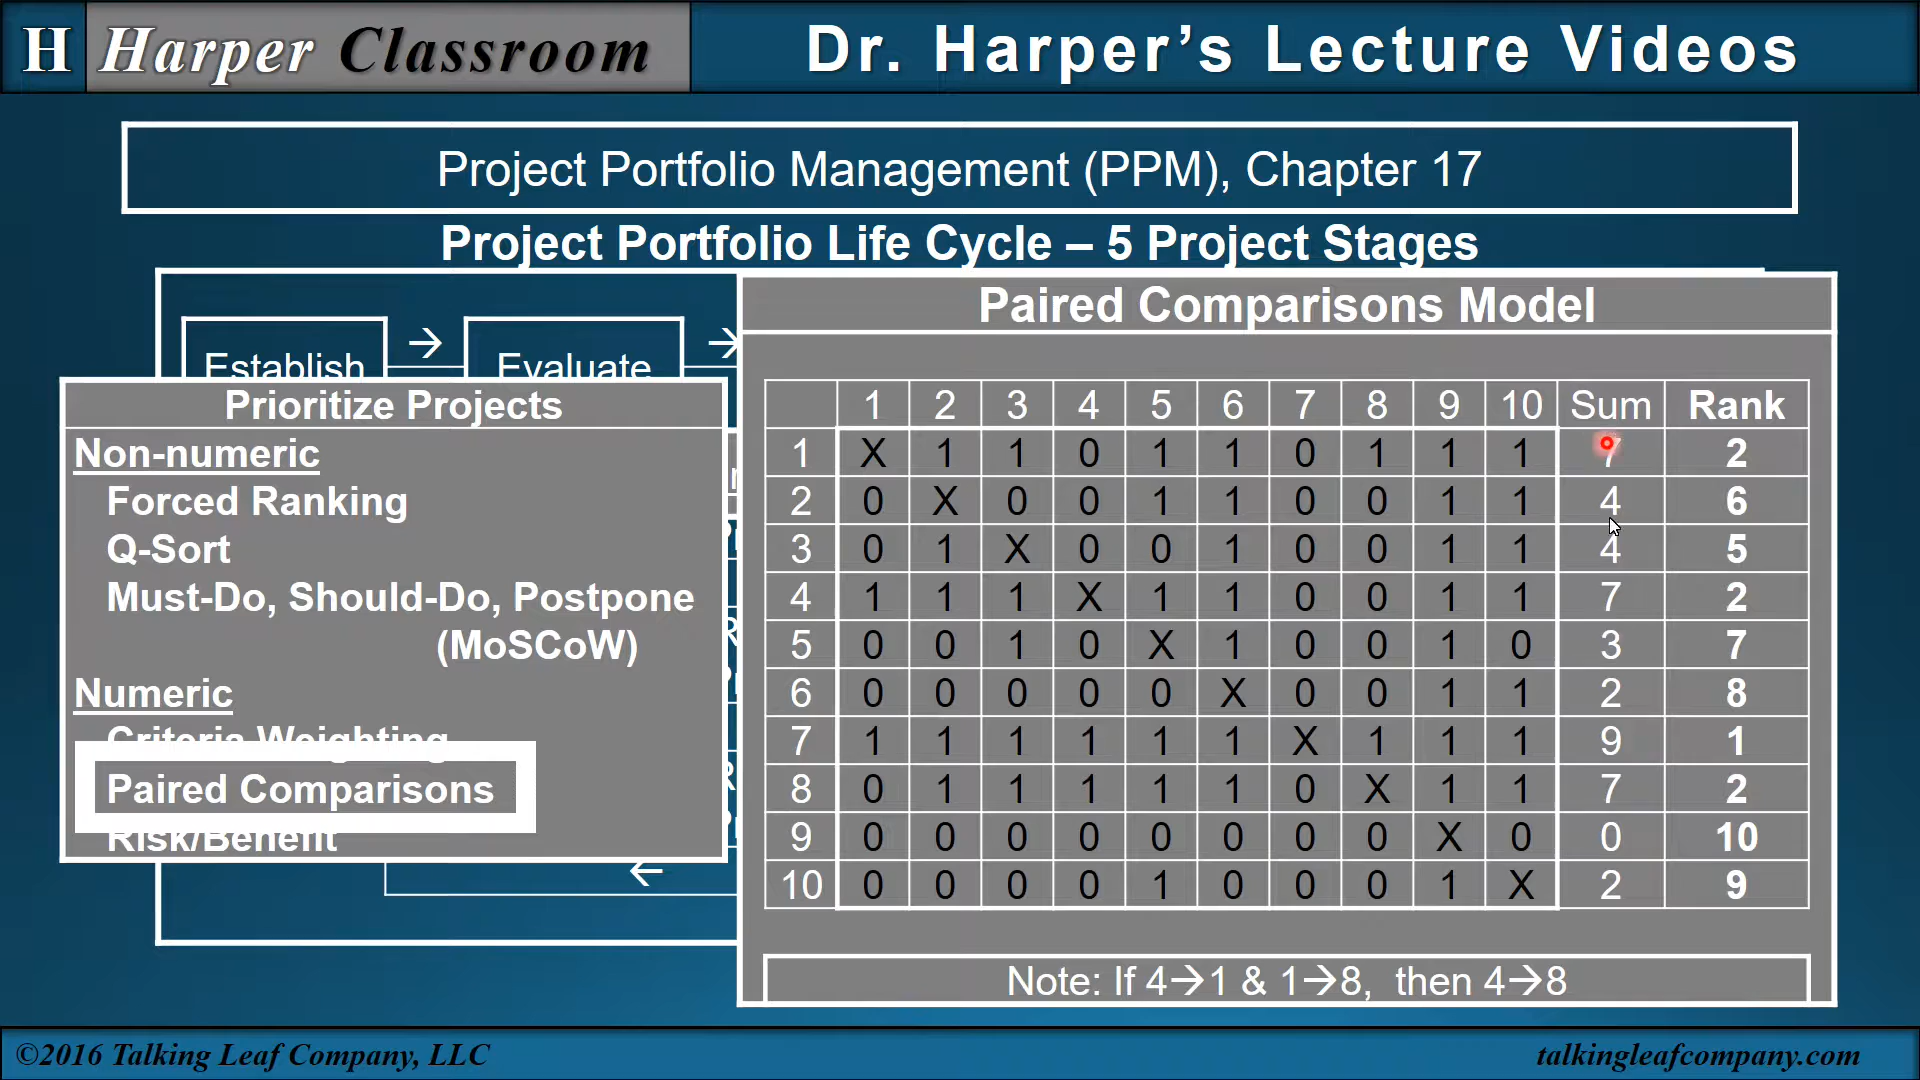 H Harper Classroom
Dr. Harper's Lecture Videos
Project Portfolio Management (PPM), Chapter 17
Project Portfolio Life Cycle – 5 Project Stages
Establish → Evaluate →
Prioritize Projects
Non-numeric
Forced Ranking
Q-Sort
Must-Do, Should-Do, Postpone
(MoSCoW)
Numeric
Criteria Weighting
Paired Comparisons
Risk/Benefit
←
Paired Comparisons Model
1 2 3 4 5 6 7 8 9 10 Sum Rank
1 X 1 1 0 1 1 0 1 1 1 7 2
2 0 X 0 0 1 1 0 0 1 1 4 6
3 0 1 X 0 0 1 0 0 1 1 4 5
4 1 1 1 X 1 1 0 0 1 1 7 2
5 0 0 1 0 X 1 0 0 1 0 3 7
6 0 0 0 0 0 X 0 0 1 1 2 8
7 1 1 1 1 1 1 X 1 1 1 9 1
8 0 1 1 1 1 1 0 X 1 1 7 2
9 0 0 0 0 0 0 0 0 X 0 0 10
10 0 0 0 0 1 0 0 0 1 X 2 9
Note: If 4→1 & 1→8, then 4→8
©2016 Talking Leaf Company, LLC
talkingleafcompany.com